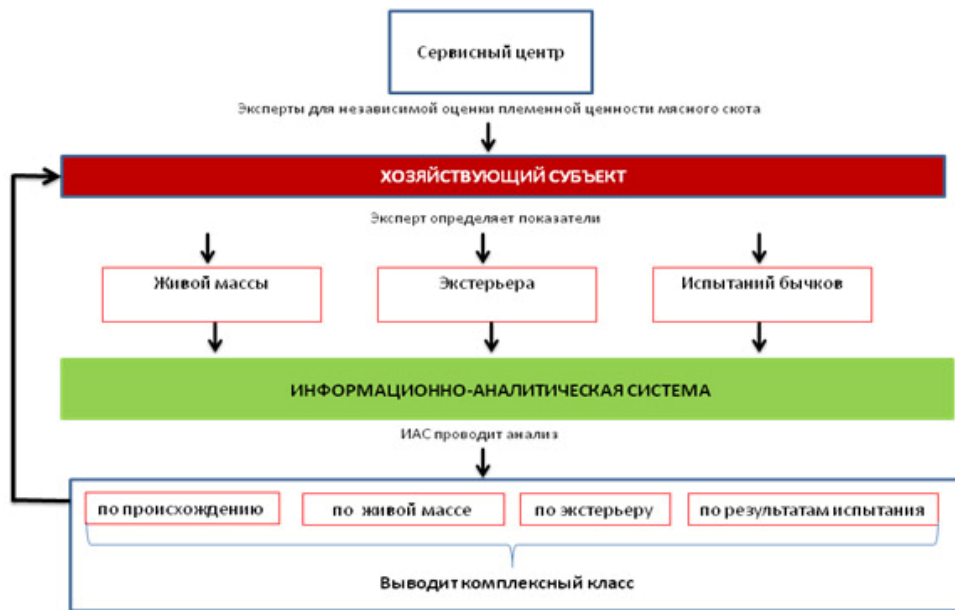 Сервисный центр
Эксперты для независимой оценки племенной ценности мясного скота
ХОЗЯЙСТВУЮЩИЙ СУБЪЕКТ
Эксперт определяет показатели
Живой массы
Экстерьера
Испытаний бычков
ИНФОРМАЦИОННО-АНАЛИТИЧЕСКАЯ СИСТЕМА
ИАС проводит анализ
по происхождению
по живой массе
по экстерьеру
по результатам испытания
Выводит комплексный класс